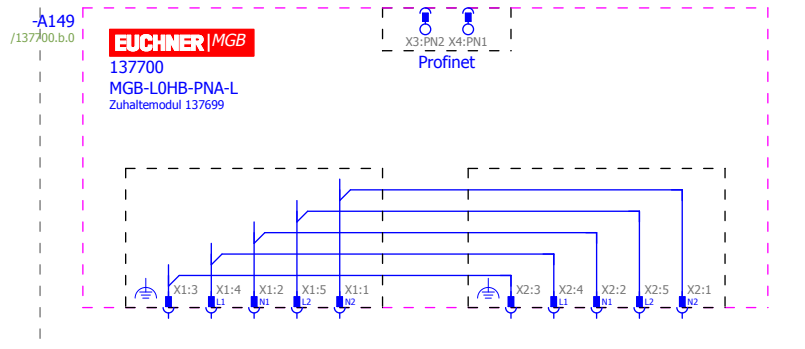 -A149
/137700.b.0
EUCHNER MGB
137700
MGB-L0HB-PNA-L
Zuhaltemodul 137699
X3:PN2 X4:PN1
Profinet
X1:3 X1:4 X1:2 X1:5 X1:1
L1 N1 L2 N2
X2:3 X2:4 X2:2 X2:5 X2:1
L1 N1 L2 N2